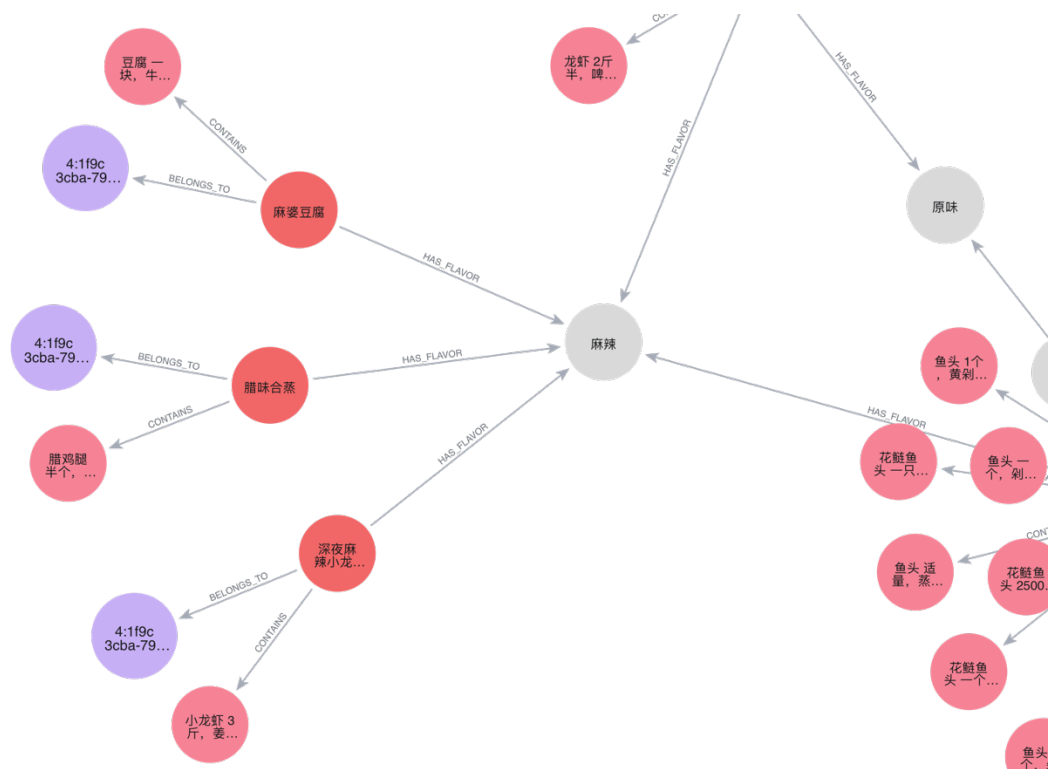 豆腐 一
块，牛…
CONTAINS
4:1f9c
3cba-79…
BELONGS_TO
麻婆豆腐
HAS_FLAVOR
龙虾 2斤
半，啤…
HAS_FLAVOR
HAS_FLAVOR
原味
麻辣
4:1f9c
3cba-79…
BELONGS_TO
腊味合蒸
HAS_FLAVOR
CONTAINS
腊鸡腿
半个，…
HAS_FLAVOR
深夜麻
辣小龙…
BELONGS_TO
4:1f9c
3cba-79…
CONTAINS
小龙虾 3
斤，姜…
鱼头 1个
，黄剁…
HAS_FLAVOR
花鲢鱼
头 一只…
鱼头 一
个，剁…
鱼头 适
量，蒸…
花鲢鱼
头 2500
花鲢鱼
头 一个…
鱼头